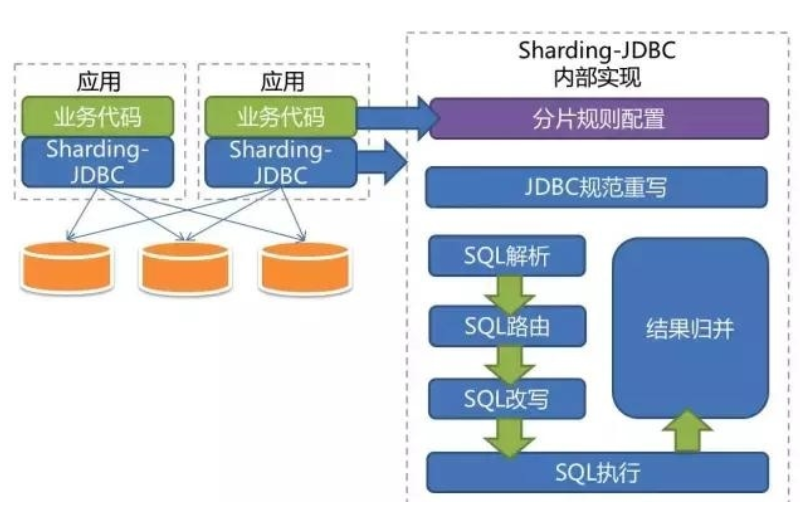 应用
业务代码
Sharding-
JDBC
应用
业务代码
Sharding-
JDBC
Sharding-JDBC
内部实现
分片规则配置
JDBC规范重写
SQL解析
SQL路由
SQL改写
结果归并
SQL执行